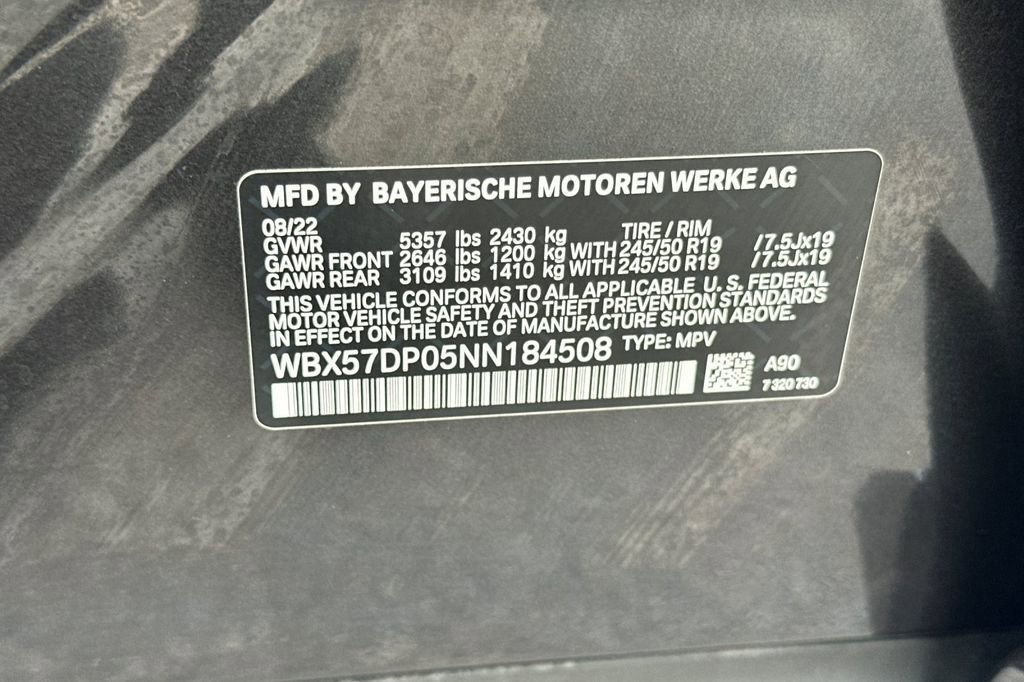 MFD BY BAYERISCHE MOTOREN WERKE AG
08/22 TIRE / RIM
GVWR 5357 lbs 2430 kg
GAWR FRONT 2646 lbs 1200 kg WITH 245/50 R19 /7.5Jx19
GAWR REAR 3109 lbs 1410 kg WITH 245/50 R19 /7.5Jx19
THIS VEHICLE CONFORMS TO ALL APPLICABLE U. S. FEDERAL
MOTOR VEHICLE SAFETY AND THEFT PREVENTION STANDARDS
IN EFFECT ON THE DATE OF MANUFACTURE SHOWN ABOVE.
WBX57DP05NN184508 TYPE: MPV
A90
7 320 730